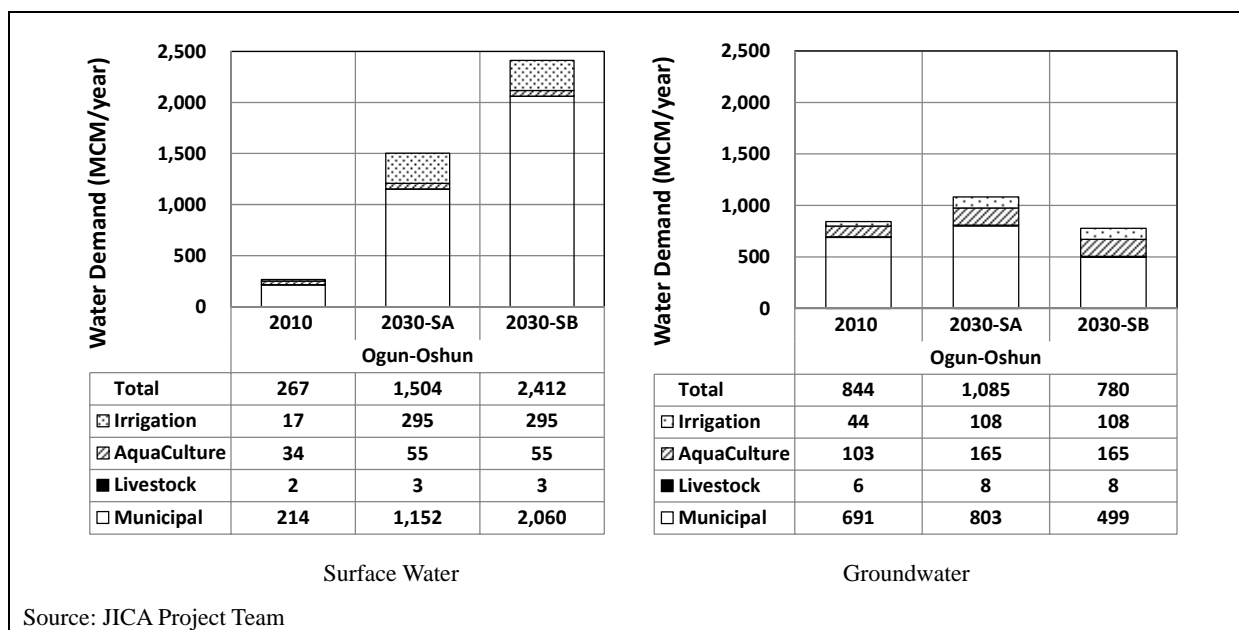 Water Demand (MCM/year)
2,500
2,000
1,500
1,000
500
0
2010 2030-SA 2030-SB
Ogun-Oshun
Total 267 1,504 2,412
Irrigation 17 295 295
AquaCulture 34 55 55
Livestock 2 3 3
Municipal 214 1,152 2,060
Surface Water
Water Demand (MCM/year)
2,500
2,000
1,500
1,000
500
0
2010 2030-SA 2030-SB
Ogun-Oshun
Total 844 1,085 780
Irrigation 44 108 108
AquaCulture 103 165 165
Livestock 6 8 8
Municipal 691 803 499
Groundwater
Source: JICA Project Team